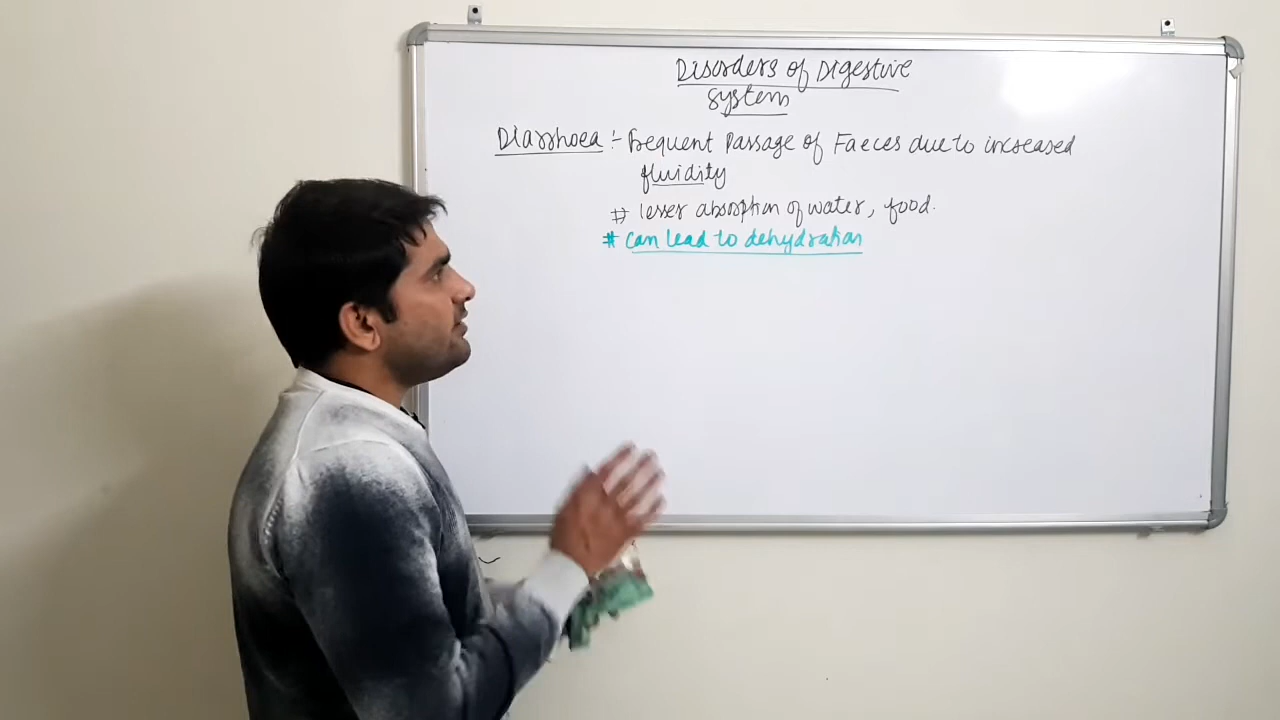 Disorders of Digestive
System
Diarrhoea :- Frequent Passage of Faeces due to increased
fluidity
# lesser absorption of water, food.
# can lead to dehydration